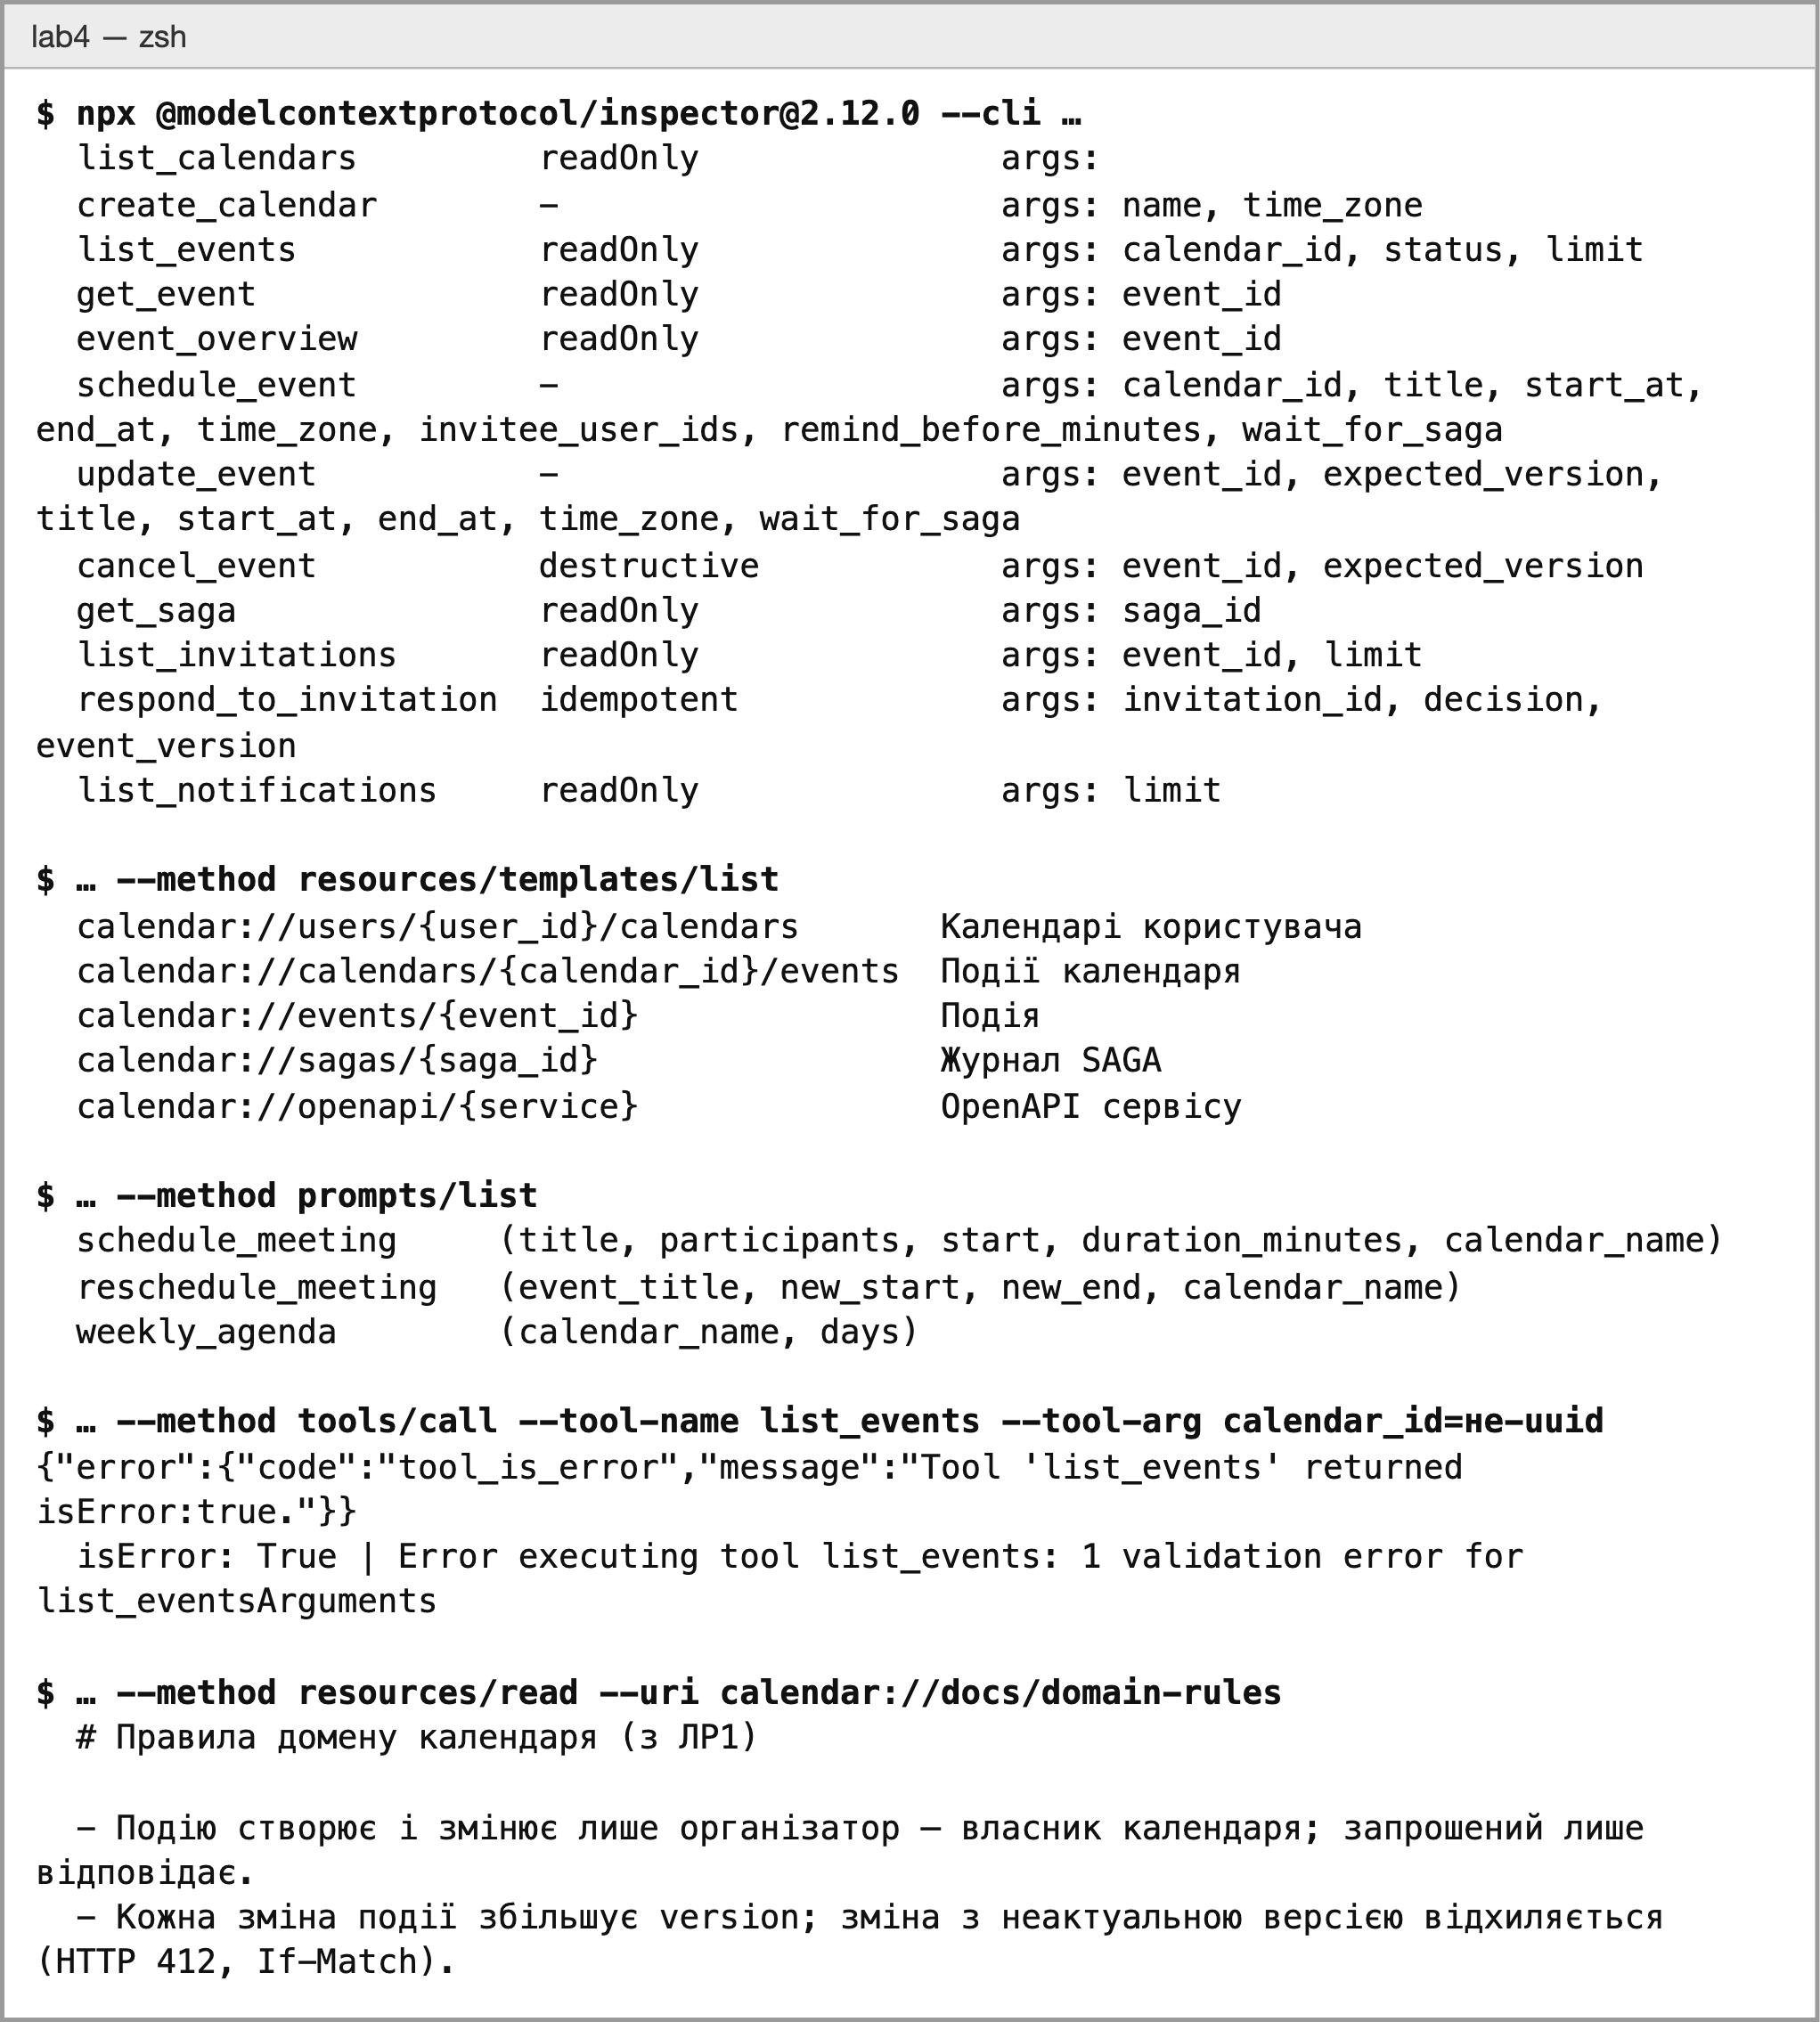 lab4 — zsh
$ npx @modelcontextprotocol/inspector@2.12.0 --cli …
list_calendars readOnly args:
create_calendar — args: name, time_zone
list_events readOnly args: calendar_id, status, limit
get_event readOnly args: event_id
event_overview readOnly args: event_id
schedule_event — args: calendar_id, title, start_at,
end_at, time_zone, invitee_user_ids, remind_before_minutes, wait_for_saga
update_event — args: event_id, expected_version,
title, start_at, end_at, time_zone, wait_for_saga
cancel_event destructive args: event_id, expected_version
get_saga readOnly args: saga_id
list_invitations readOnly args: event_id, limit
respond_to_invitation idempotent args: invitation_id, decision,
event_version
list_notifications readOnly args: limit
$ … --method resources/templates/list
calendar://users/{user_id}/calendars Календарі користувача
calendar://calendars/{calendar_id}/events Події календаря
calendar://events/{event_id} Подія
calendar://sagas/{saga_id} Журнал SAGA
calendar://openapi/{service} OpenAPI сервісу
$ … --method prompts/list
schedule_meeting (title, participants, start, duration_minutes, calendar_name)
reschedule_meeting (event_title, new_start, new_end, calendar_name)
weekly_agenda (calendar_name, days)
$ … --method tools/call --tool-name list_events --tool-arg calendar_id=не-uuid
{"error":{"code":"tool_is_error","message":"Tool 'list_events' returned
isError:true."}}
isError: True | Error executing tool list_events: 1 validation error for
list_eventsArguments
$ … --method resources/read --uri calendar://docs/domain-rules
# Правила домену календаря (з ЛР1)
- Подію створює і змінює лише організатор — власник календаря; запрошений лише
відповідає.
- Кожна зміна події збільшує version; зміна з неактуальною версією відхиляється
(HTTP 412, If-Match).